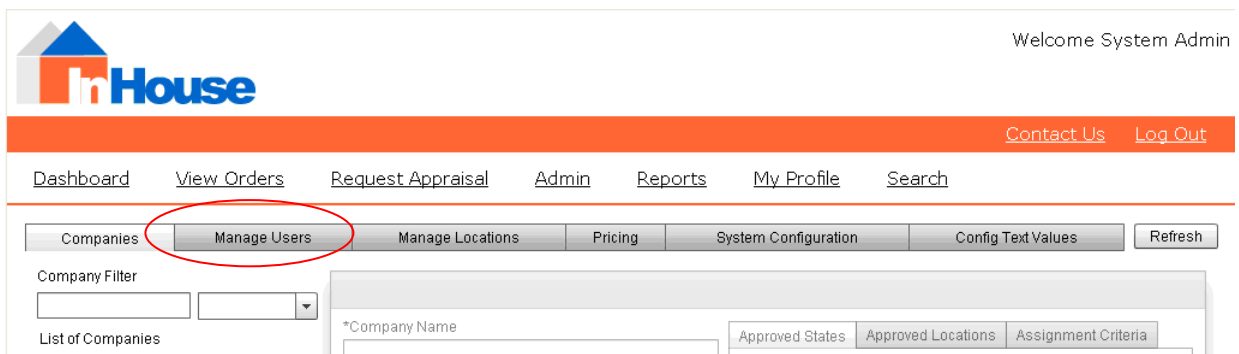 Welcome System Admin
InHouse
Contact Us Log Out
Dashboard View Orders Request Appraisal Admin Reports My Profile Search
Companies Manage Users Manage Locations Pricing System Configuration Config Text Values Refresh
Company Filter
*Company Name
List of Companies
Approved States Approved Locations Assignment Criteria